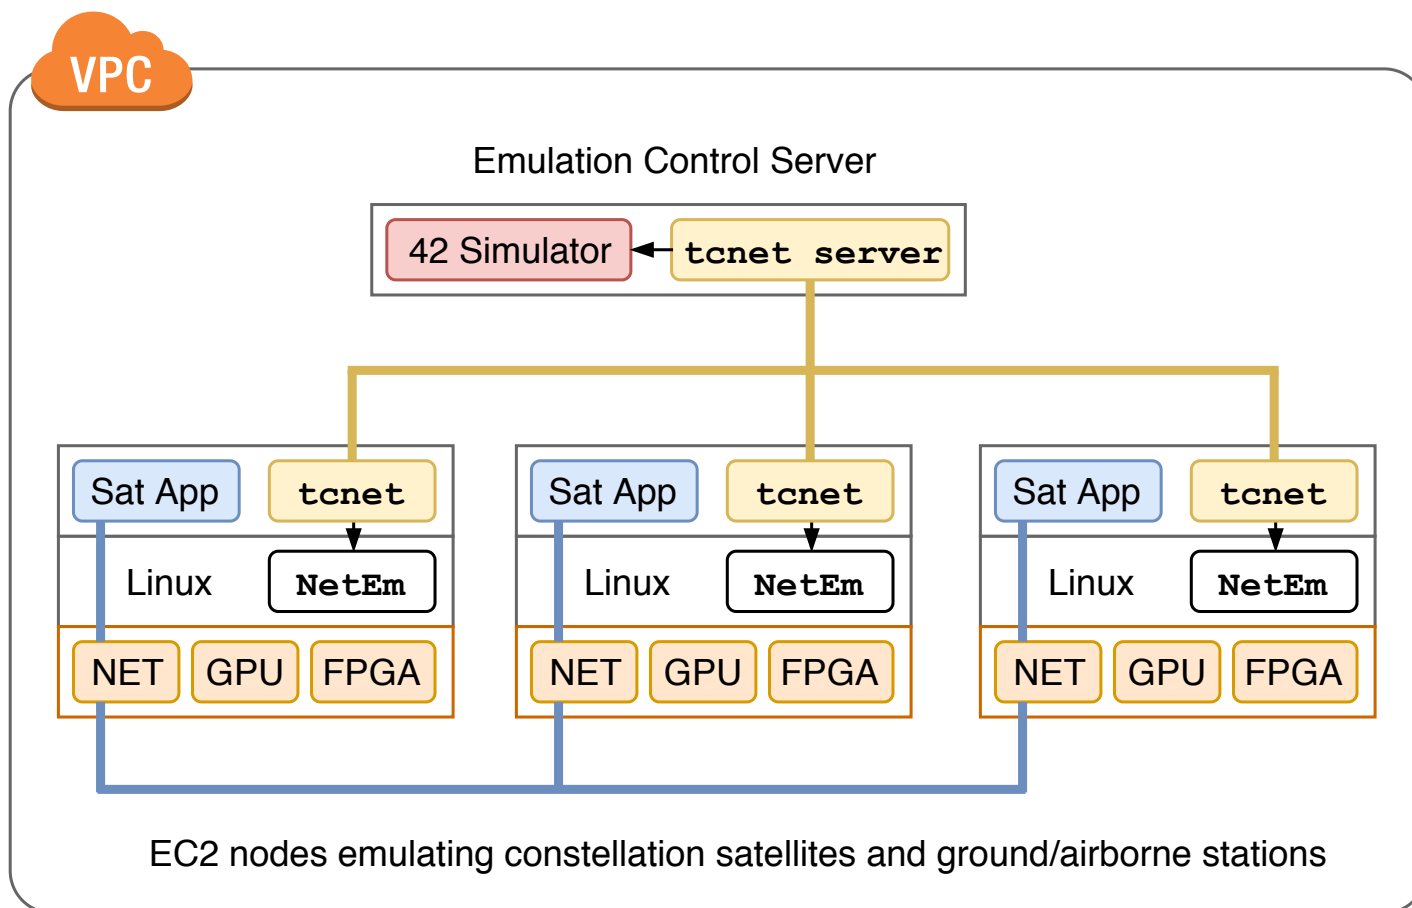 VPC
Emulation Control Server
42 Simulator tcnet server
Sat App tcnet Sat App tcnet Sat App tcnet
Linux NetEm Linux NetEm Linux NetEm
NET GPU FPGA NET GPU FPGA NET GPU FPGA
EC2 nodes emulating constellation satellites and ground/airborne stations